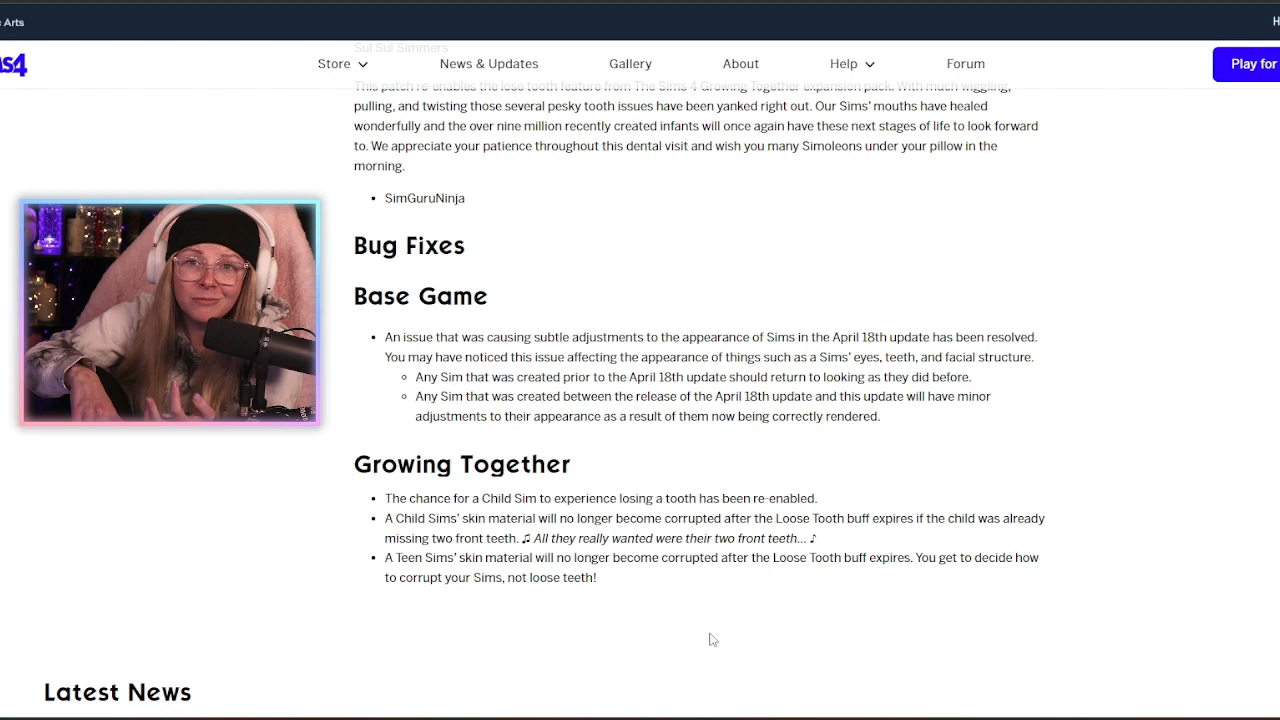 Arts
H
s4
Store
News & Updates
Gallery
About
Help
Forum
Play for
Sul Sul Simmers
This patch re-enables the lose tooth feature from The Sims 4 Growing Together expansion pack. With much wiggling,
pulling, and twisting those several pesky tooth issues have been yanked right out. Our Sims' mouths have healed
wonderfully and the over nine million recently created infants will once again have these next stages of life to look forward
to. We appreciate your patience throughout this dental visit and wish you many Simoleons under your pillow in the
morning.
• SimGuruNinja
Bug Fixes
Base Game
• An issue that was causing subtle adjustments to the appearance of Sims in the April 18th update has been resolved.
You may have noticed this issue affecting the appearance of things such as a Sims' eyes, teeth, and facial structure.
◦ Any Sim that was created prior to the April 18th update should return to looking as they did before.
◦ Any Sim that was created between the release of the April 18th update and this update will have minor
adjustments to their appearance as a result of them now being correctly rendered.
Growing Together
• The chance for a Child Sim to experience losing a tooth has been re-enabled.
• A Child Sims' skin material will no longer become corrupted after the Loose Tooth buff expires if the child was already
missing two front teeth. ♫ All they really wanted were their two front teeth... ♪
• A Teen Sims' skin material will no longer become corrupted after the Loose Tooth buff expires. You get to decide how
to corrupt your Sims, not loose teeth!
Latest News